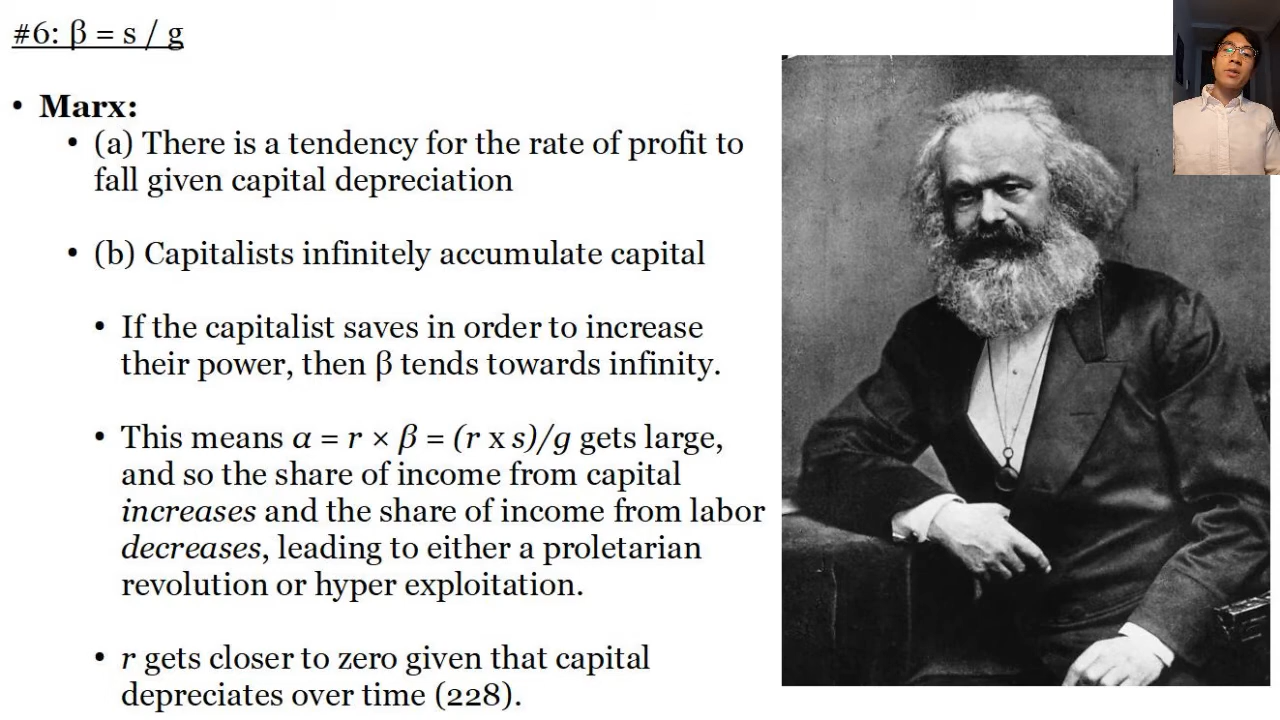 #6: β = s / g
• Marx:
• (a) There is a tendency for the rate of profit to
fall given capital depreciation
• (b) Capitalists infinitely accumulate capital
• If the capitalist saves in order to increase
their power, then β tends towards infinity.
• This means α = r × β = (r x s)/g gets large,
and so the share of income from capital
increases and the share of income from labor
decreases, leading to either a proletarian
revolution or hyper exploitation.
• r gets closer to zero given that capital
depreciates over time (228).